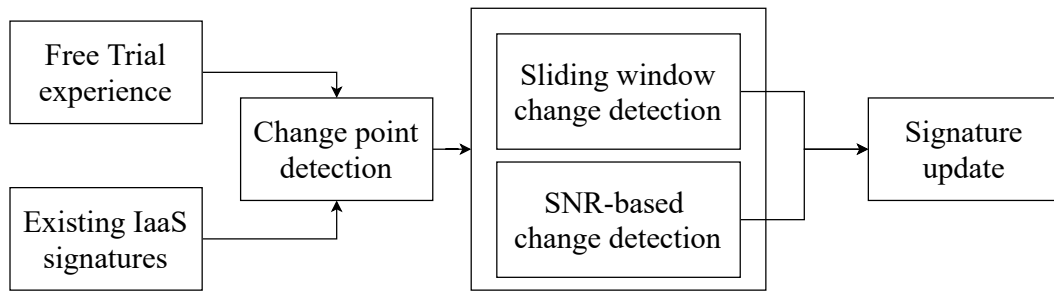 Free Trial
experience
Existing IaaS
signatures
Change point
detection
Sliding window
change detection
SNR-based
change detection
Signature
update